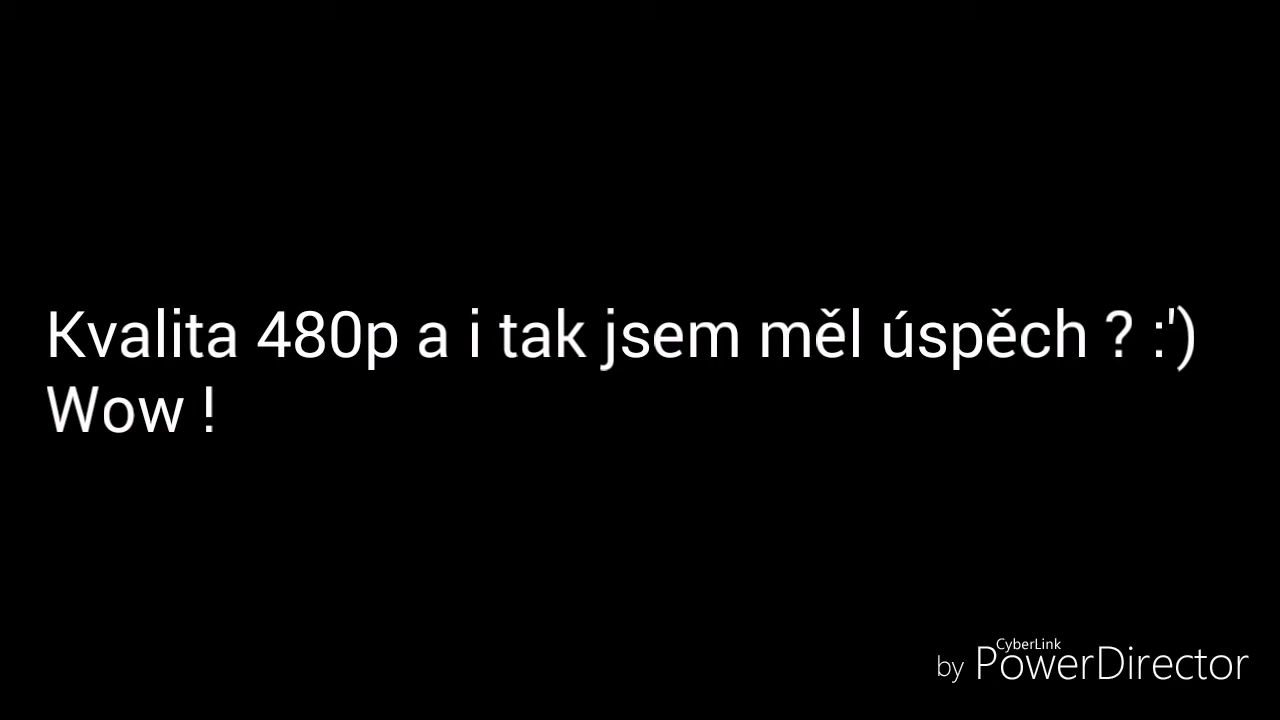 Kvalita 480p a i tak jsem měl úspěch ? :')
Wow !
CyberLink
by PowerDirector